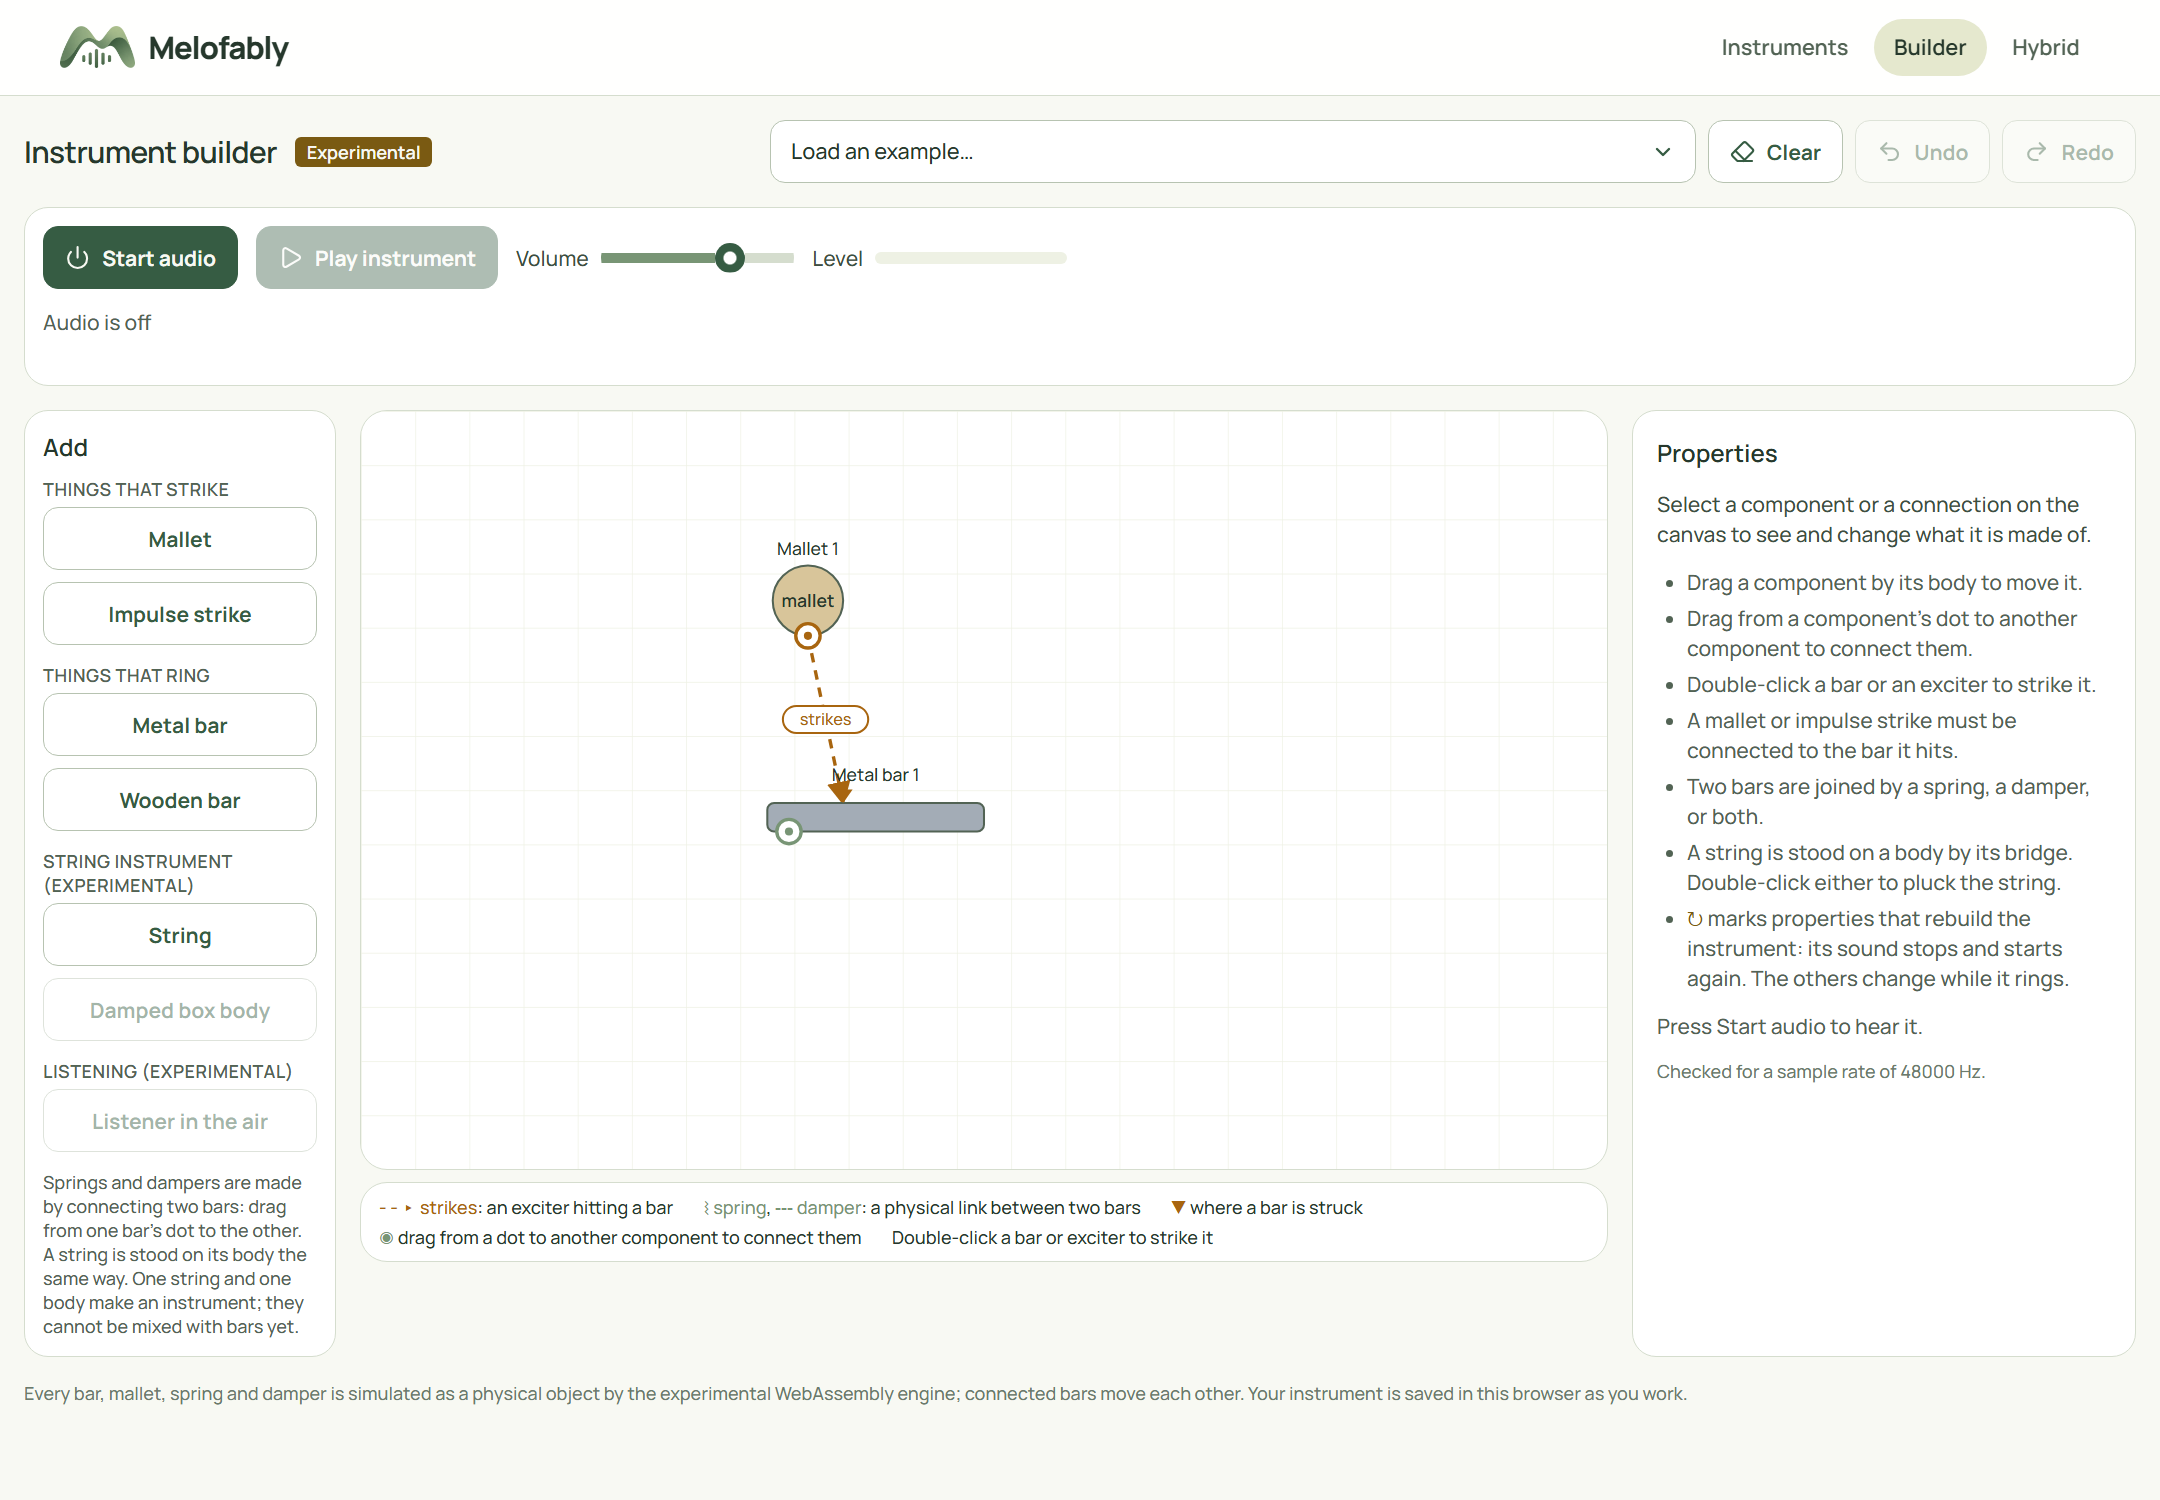 Melofably
Instruments
Builder
Hybrid
Instrument builder
Experimental
Load an example...
Clear
Undo
Redo
Start audio
Play instrument
Volume
Level
Audio is off
Add
THINGS THAT STRIKE
Mallet
Impulse strike
THINGS THAT RING
Metal bar
Wooden bar
STRING INSTRUMENT
(EXPERIMENTAL)
String
Damped box body
LISTENING (EXPERIMENTAL)
Listener in the air
Springs and dampers are made
by connecting two bars: drag
from one bar's dot to the other.
A string is stood on its body the
same way. One string and one
body make an instrument; they
cannot be mixed with bars yet.
Mallet 1
mallet
strikes
Metal bar 1
strikes: an exciter hitting a bar
spring, --- damper: a physical link between two bars
▼ where a bar is struck
◉ drag from a dot to another component to connect them
Double-click a bar or exciter to strike it
Properties
Select a component or a connection on the
canvas to see and change what it is made of.
• Drag a component by its body to move it.
• Drag from a component's dot to another
component to connect them.
• Double-click a bar or an exciter to strike it.
• A mallet or impulse strike must be
connected to the bar it hits.
• Two bars are joined by a spring, a damper,
or both.
• A string is stood on a body by its bridge.
Double-click either to pluck the string.
• ↻ marks properties that rebuild the
instrument: its sound stops and starts
again. The others change while it rings.
Press Start audio to hear it.
Checked for a sample rate of 48000 Hz.
Every bar, mallet, spring and damper is simulated as a physical object by the experimental WebAssembly engine; connected bars move each other. Your instrument is saved in this browser as you work.